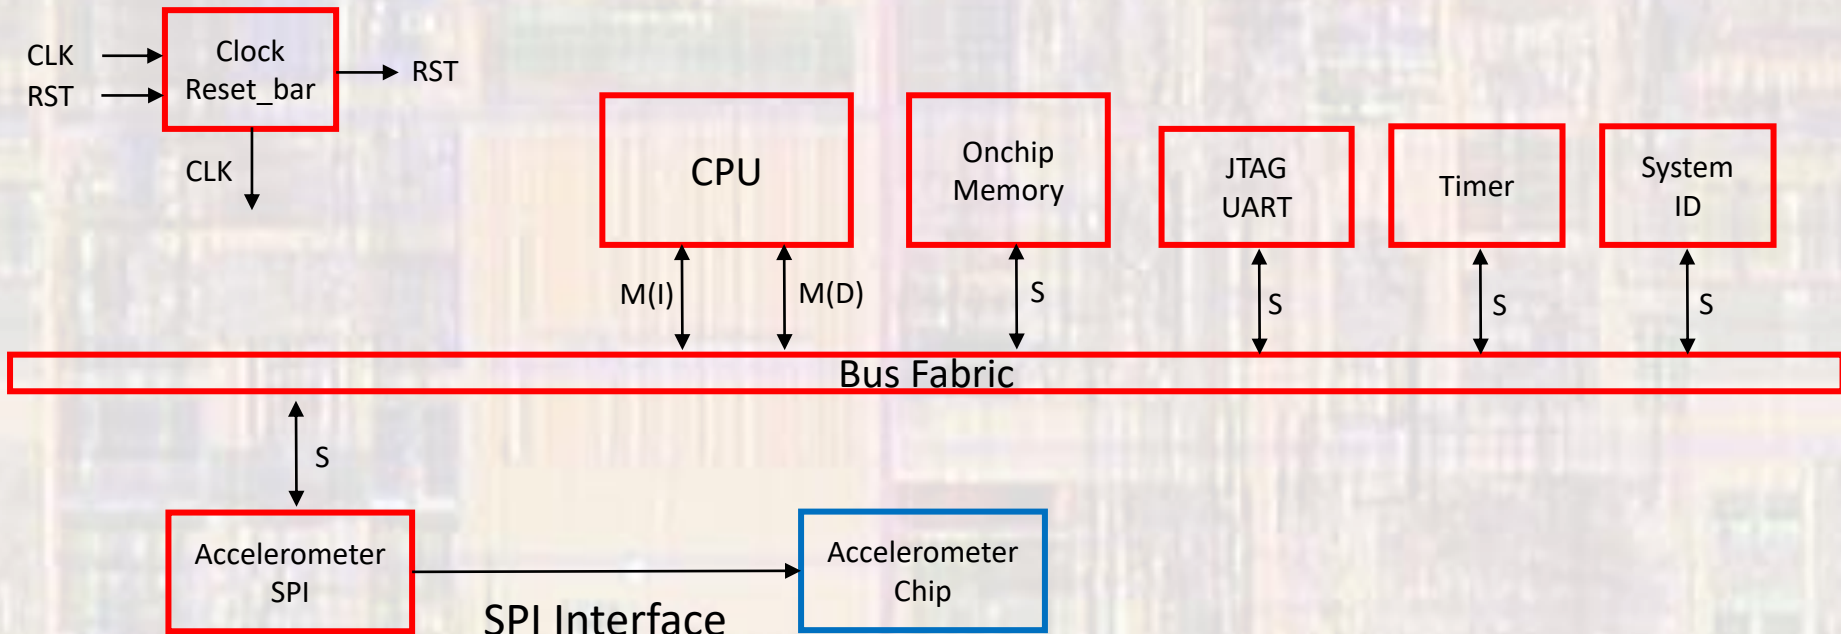 CLK
RST
Clock
Reset_bar
RST
CLK
CPU
Onchip
Memory
JTAG
UART
Timer
System
ID
M(I)
M(D)
S
S
S
S
Bus Fabric
S
Accelerometer
SPI
SPI Interface
Accelerometer
Chip